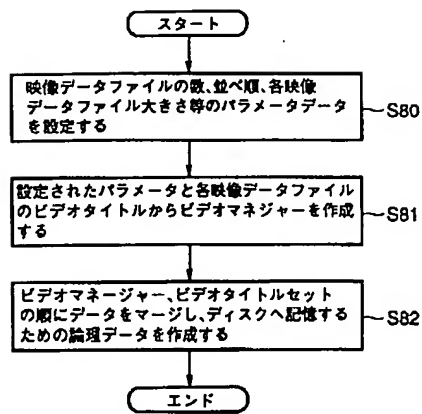 スタート
映像データファイルの数、並べ順、各映像
データファイル大きさ等のパラメータデータ
を設定する
S80
設定されたパラメータと各映像データファイル
のビデオタイトルからビデオマネジャーを作成
する
S81
ビデオマネージャー、ビデオタイトルセット
の順にデータをマージし、ディスクへ記憶する
ための論理データを作成する
S82
エンド